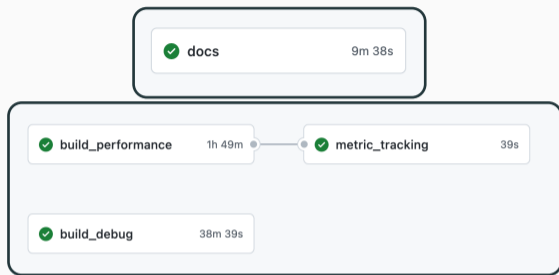 docs 9m 38s
build_performance 1h 49m metric_tracking 39s
build_debug 38m 39s